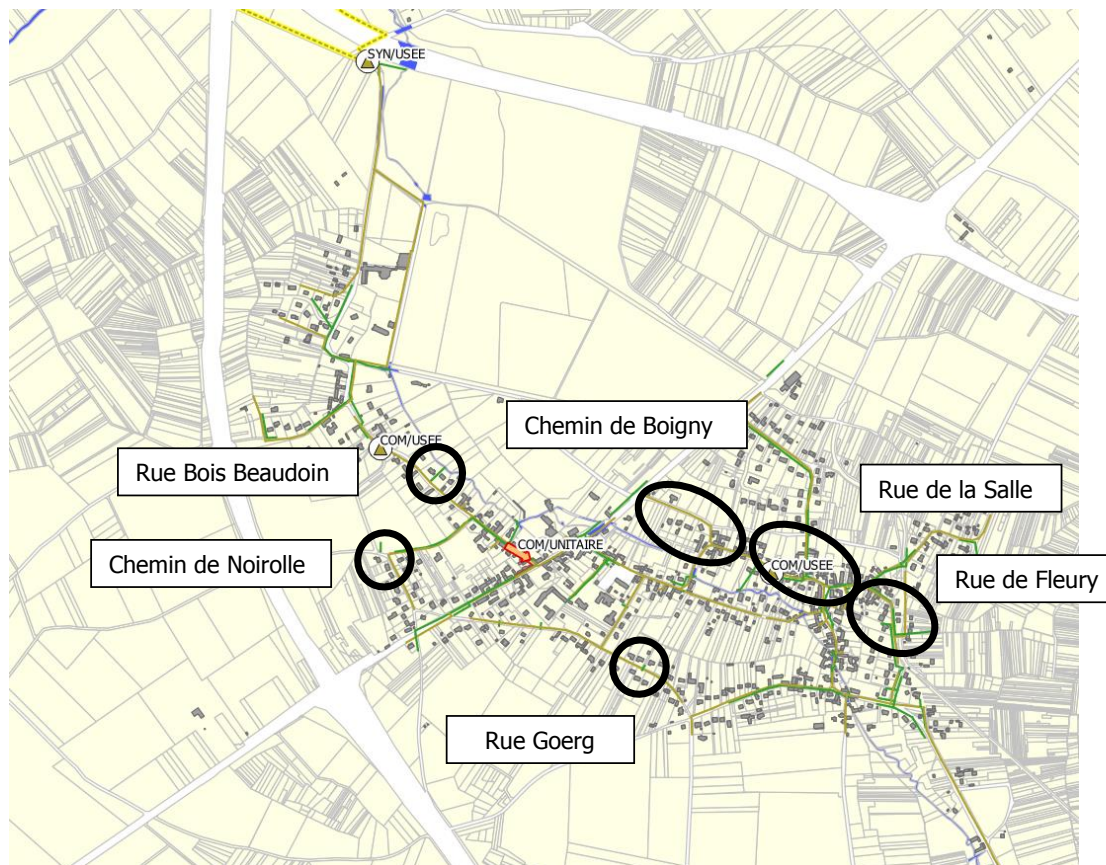 SYN/USEE
Chemin de Boigny
COM/USEE
Rue Bois Beaudoin
Rue de la Salle
COM/UNITAIRE
Chemin de Noirolle
COM/USEE
Rue de Fleury
Rue Goerg